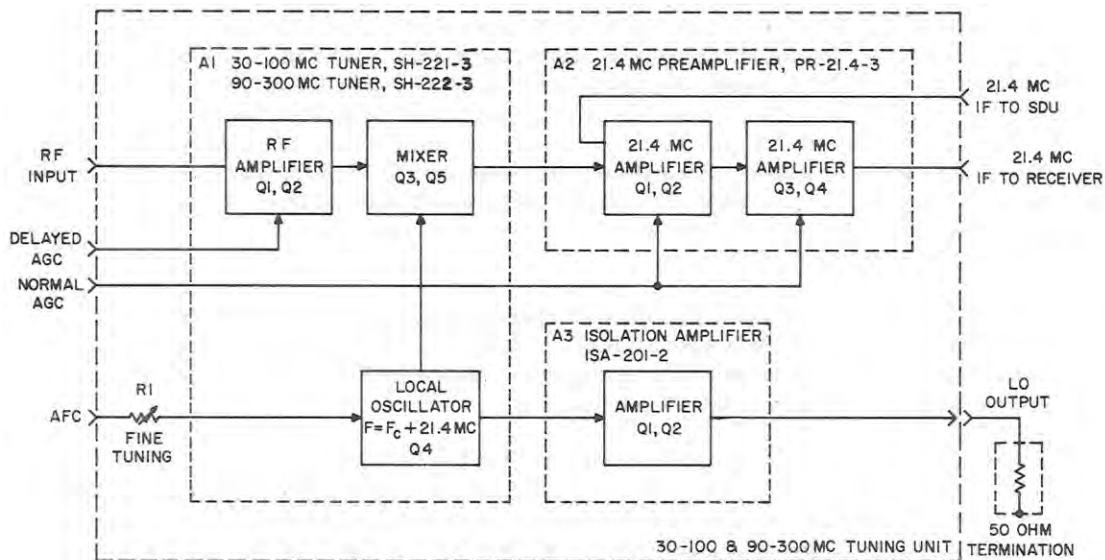 A1 30-100 MC TUNER, SH-221-3
90-300 MC TUNER, SH-222-3
A2 21.4 MC PREAMPLIFIER, PR-21.4-3
21.4 MC
IF TO SDU
RF
INPUT
RF
AMPLIFIER
Q1, Q2
MIXER
Q3, Q5
21.4 MC
AMPLIFIER
Q1, Q2
21.4 MC
AMPLIFIER
Q3, Q4
21.4 MC
IF TO RECEIVER
DELAYED
AGC
NORMAL
AGC
A3 ISOLATION AMPLIFIER
ISA-201-2
AFC
R1
FINE
TUNING
LOCAL
OSCILLATOR
F=FC+21.4 MC
Q4
AMPLIFIER
Q1, Q2
LO
OUTPUT
50 OHM
TERMINATION
30-100 & 90-300 MC TUNING UNIT